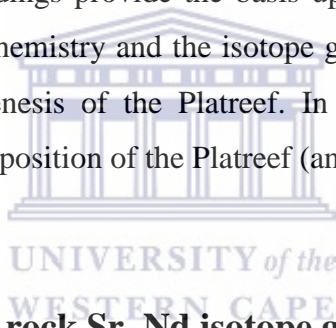 dings provide the basis up
hemistry and the isotope g
enesis of the Platreef. In
position of the Platreef (an
UNIVERSITY of the
WESTERN CAPE
rock Sr, Nd isotope